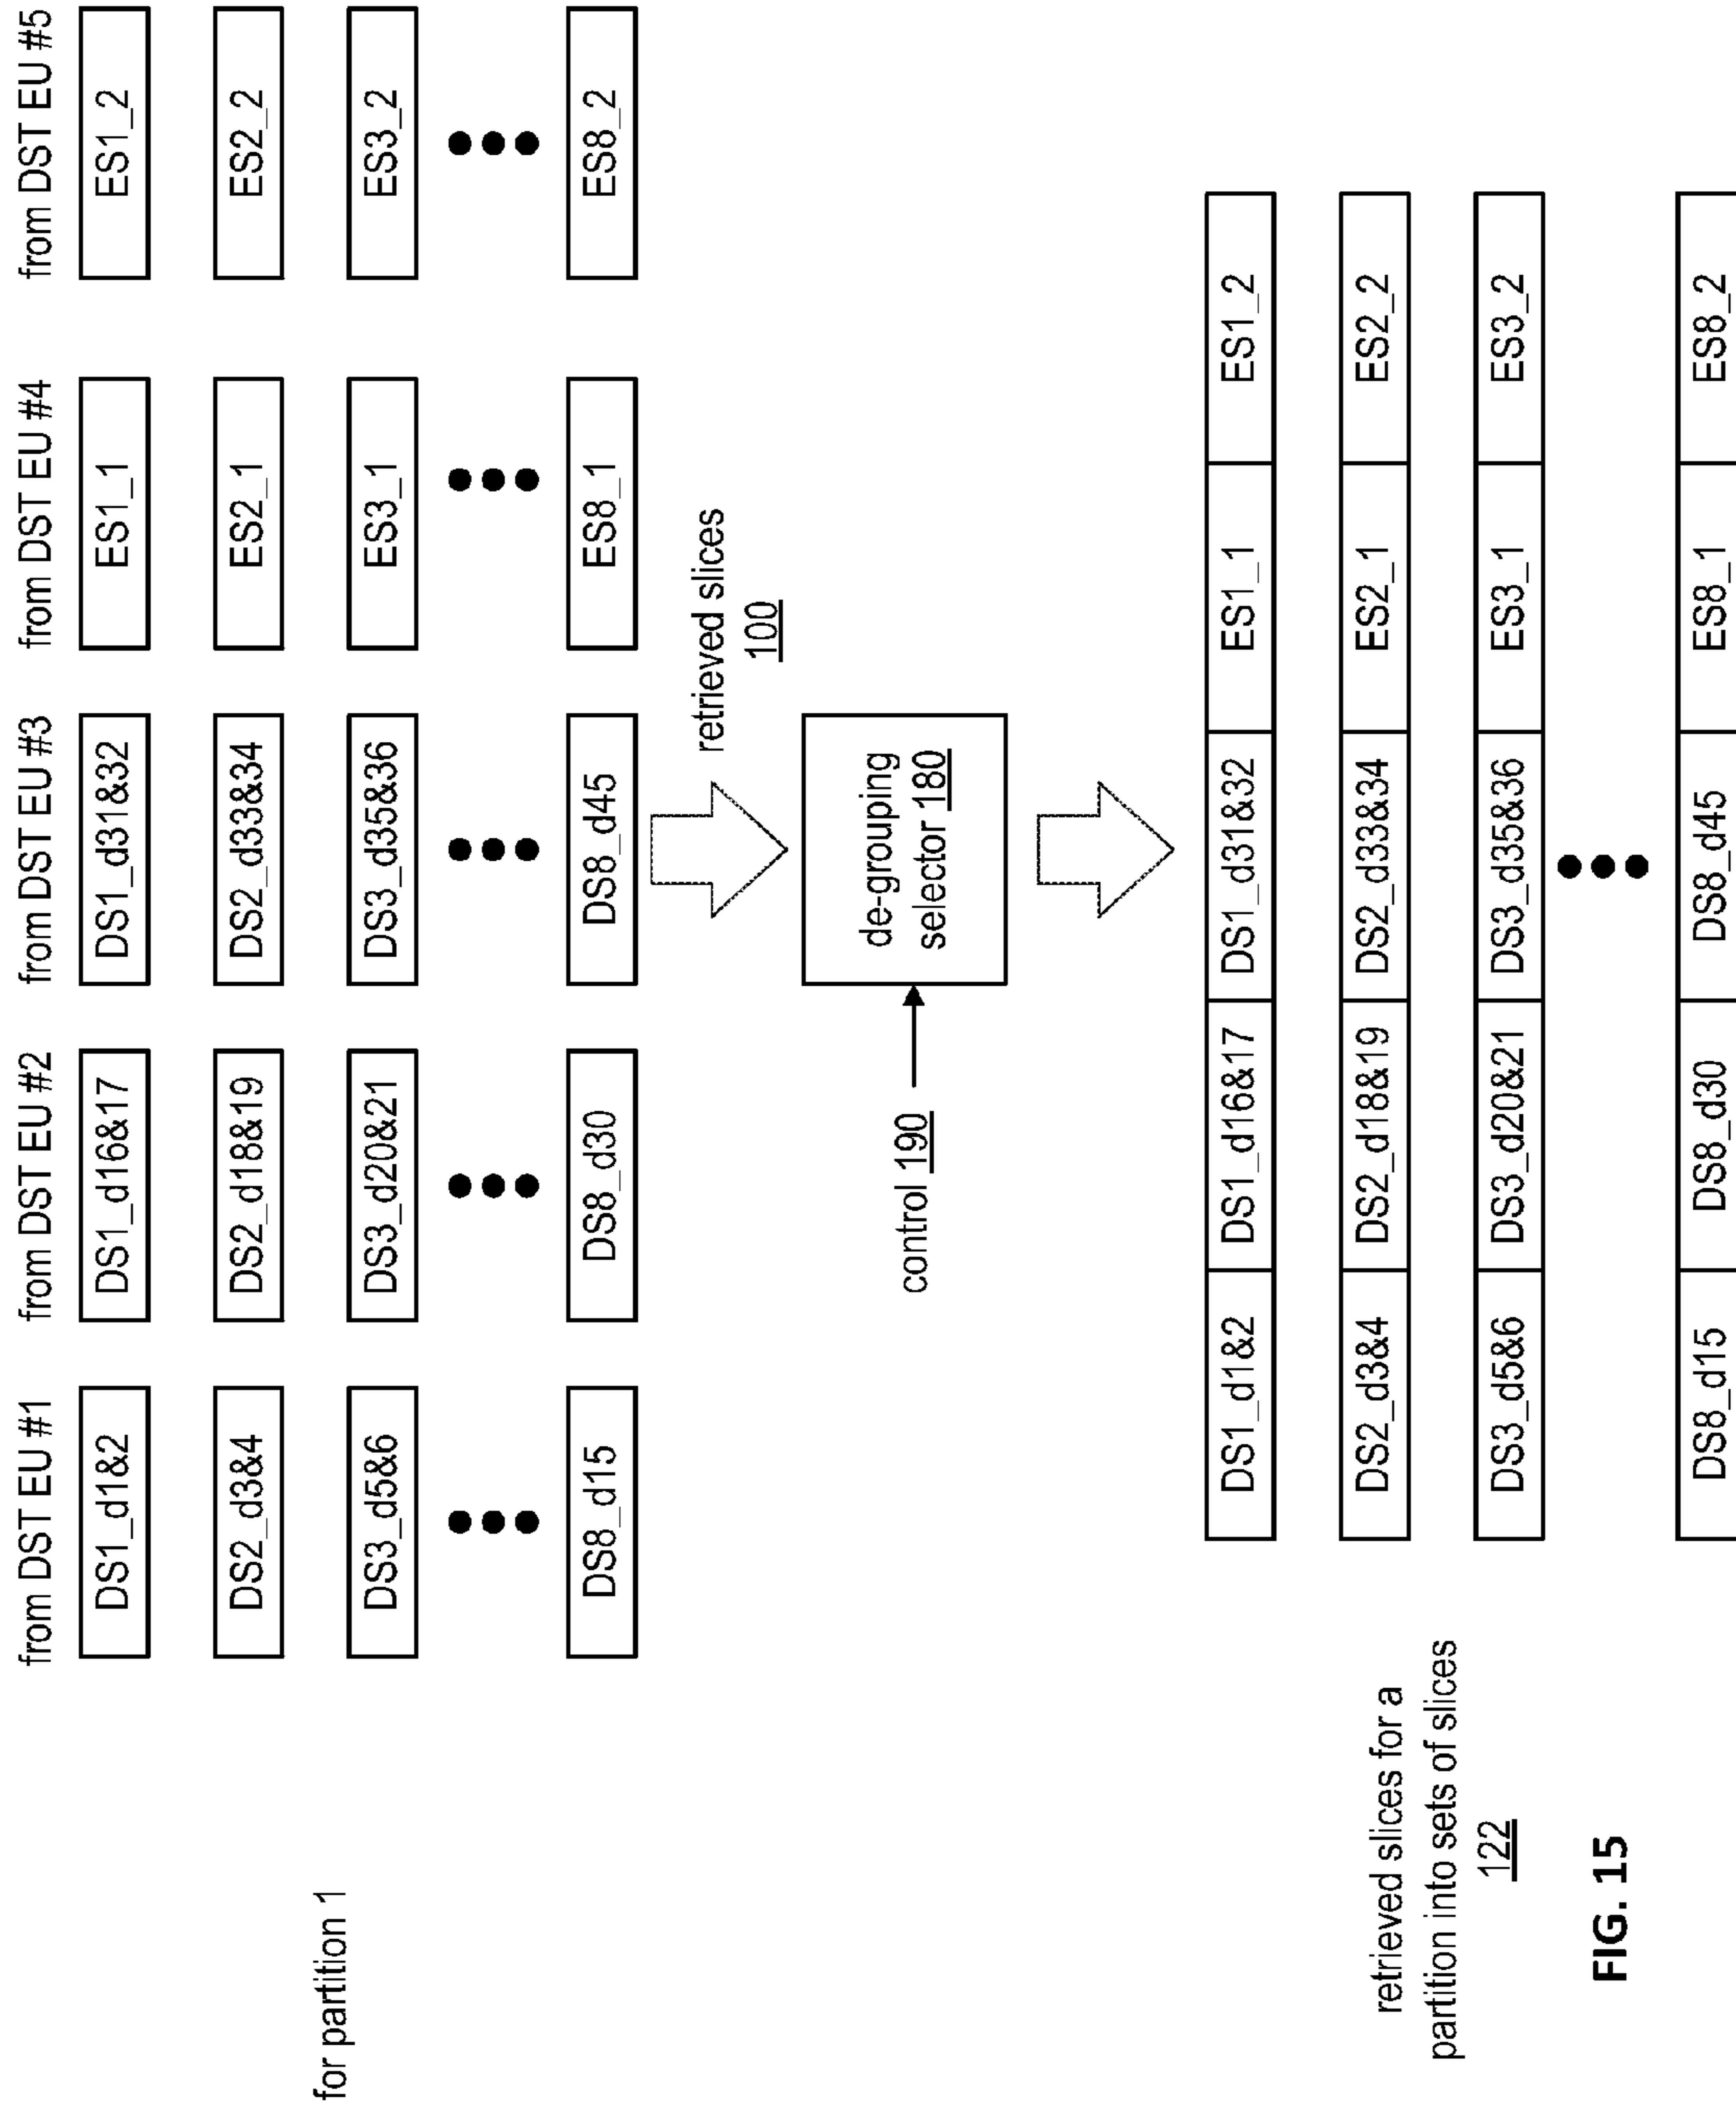 from DST EU #1
from DST EU #2
from DST EU #3
from DST EU #4
from DST EU #5
DS1_d1&2
DS1_d16&17
DS1_d31&32
ES1_1
ES1_2
DS2_d3&4
DS2_d18&19
DS2_d33&34
ES2_1
ES2_2
for partition 1
DS3_d5&6
DS3_d20&21
DS3_d35&36
ES3_1
ES3_2
DS8_d15
DS8_d30
DS8_d45
ES8_1
ES8_2
retrieved slices
100
control 190
de-grouping
selector 180
DS1_d1&2
DS1_d16&17
DS1_d31&32
ES1_1
ES1_2
retrieved slices for a
partition into sets of slices
122
DS2_d3&4
DS2_d18&19
DS2_d33&34
ES2_1
ES2_2
DS3_d5&6
DS3_d20&21
DS3_d35&36
ES3_1
ES3_2
DS8_d15
DS8_d30
DS8_d45
ES8_1
ES8_2
FIG. 15